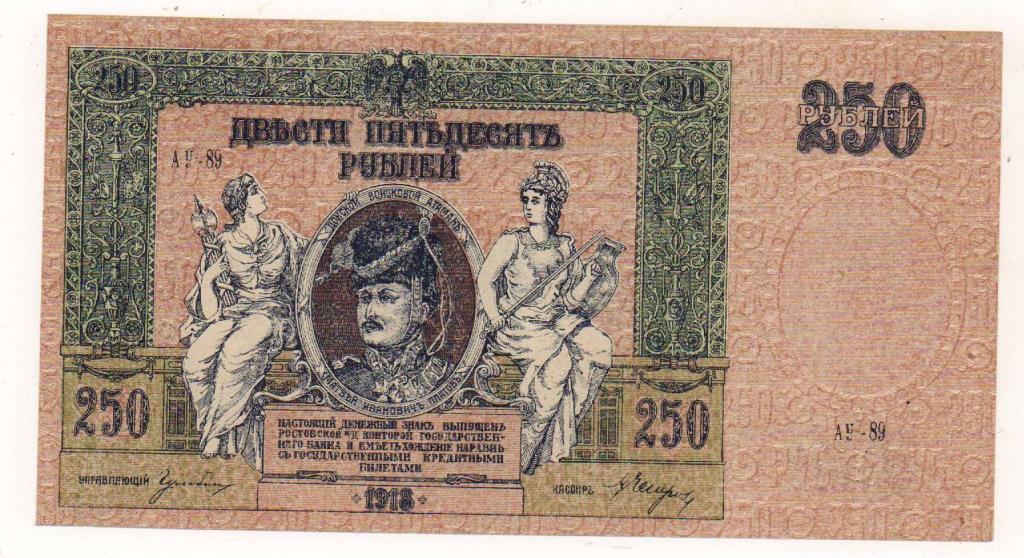 250
250
ДВѢСТИ ПЯТЬДЕСЯТЪ
РУБЛЕЙ
250
РУБЛЕЙ
АУ-89
ДОНСКОЙ ВОЙСКОВОЙ АТАМАНЪ
МАТВѢЙ ИВАНОВИЧЪ ПЛАТОВЪ
250
250
НАСТОЯЩІЙ ДЕНЕЖНЫЙ ЗНАКЪ ВЫПУЩЕНЪ
РОСТОВСКОЙ Н/Д КОНТОРОЙ ГОСУДАРСТВЕН-
НАГО БАНКА И ИМѢЕТЪ ХОЖДЕНІЕ НАРАВНѢ
СЪ ГОСУДАРСТВЕННЫМИ КРЕДИТНЫМИ
БИЛЕТАМИ
АУ-89
УПРАВЛЯЮЩІЙ
КАССИРЪ
1918